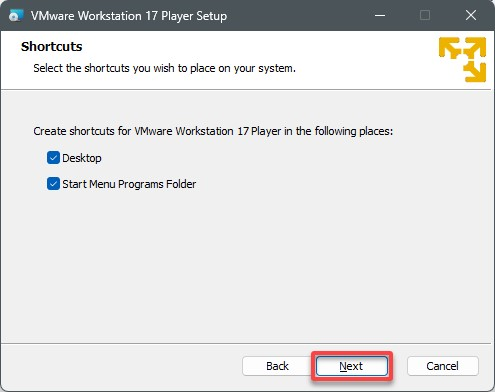 VMware Workstation 17 Player Setup
Shortcuts
Select the shortcuts you wish to place on your system.
Create shortcuts for VMware Workstation 17 Player in the following places:
Desktop
Start Menu Programs Folder
Back
Next
Cancel